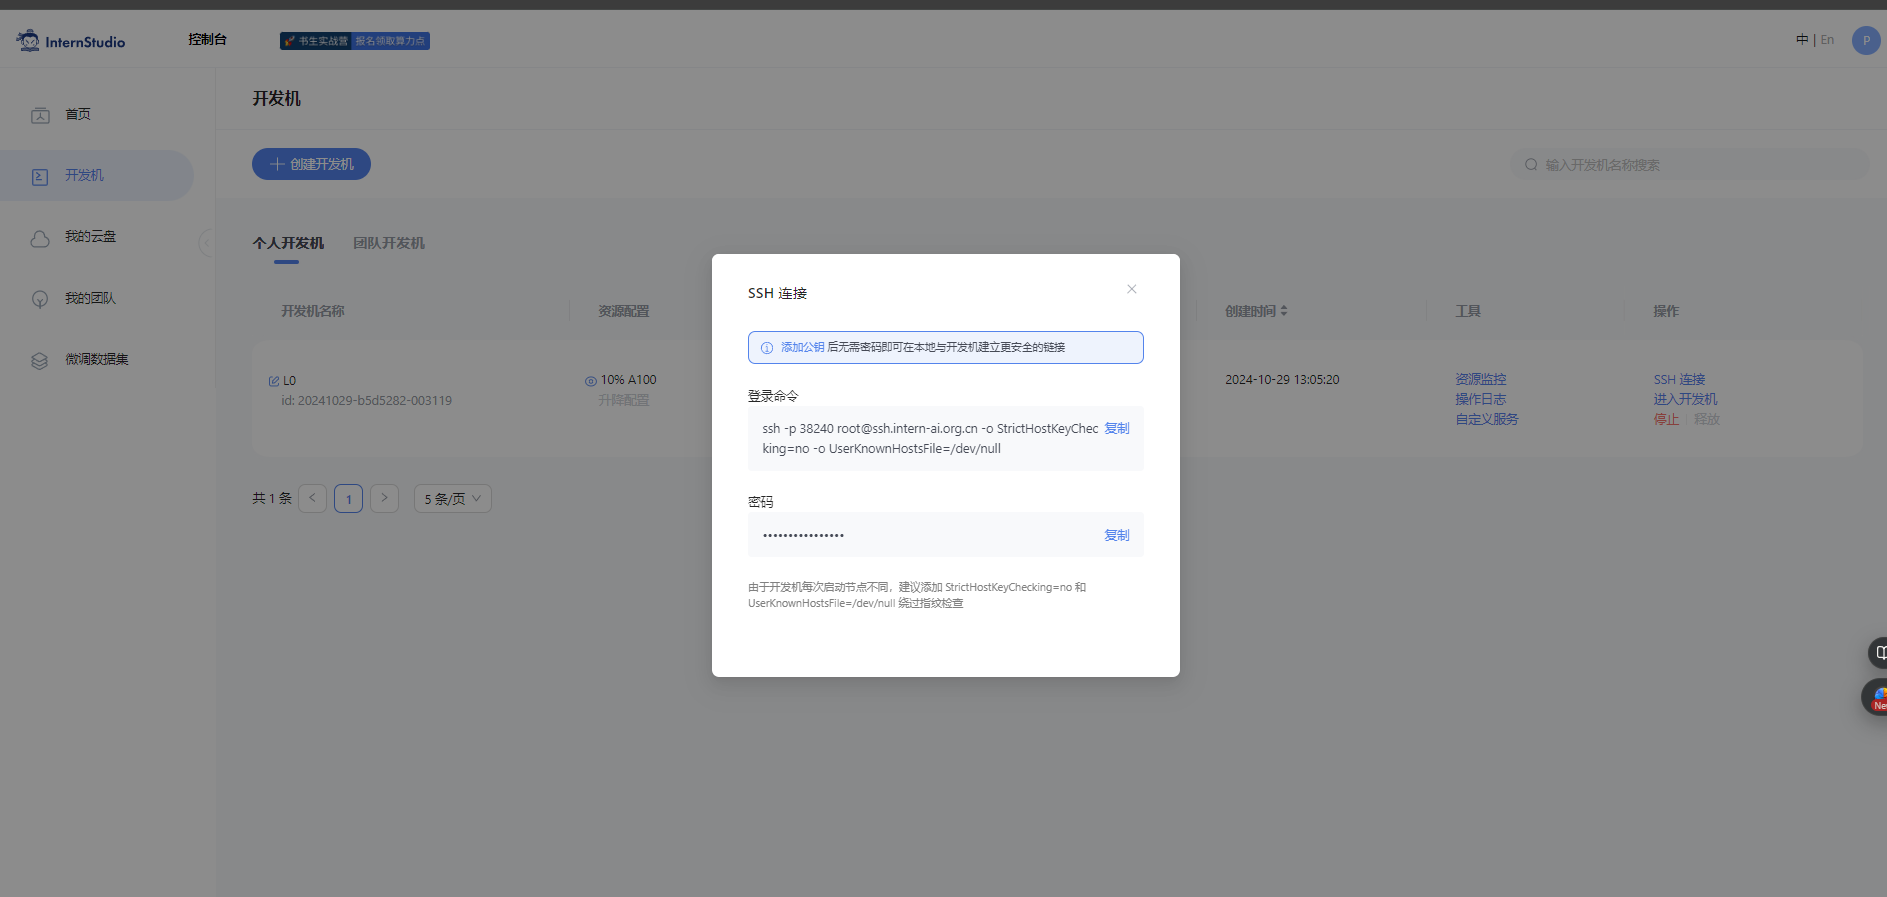 InternStudio
控制台
书生实战营 报名领取算力点
中 | En
P
首页
开发机
我的云盘
我的团队
微调数据集
开发机
创建开发机
输入开发机名称搜索
个人开发机 团队开发机
开发机名称 资源配置 创建时间 工具 操作
L0
id: 20241029-b5d5282-003119
10% A100
升降配置
2024-10-29 13:05:20
资源监控
操作日志
自定义服务
SSH 连接
进入开发机
停止 释放
共 1 条 < 1 > 5 条/页
SSH 连接
添加公钥 后无需密码即可在本地与开发机建立更安全的链接
登录命令
ssh -p 38240 root@ssh.intern-ai.org.cn -o StrictHostKeyChec 复制
king=no -o UserKnownHostsFile=/dev/null
密码
•••••••••••••••• 复制
由于开发机每次启动节点不同，建议添加 StrictHostKeyChecking=no 和
UserKnownHostsFile=/dev/null 绕过指纹检查